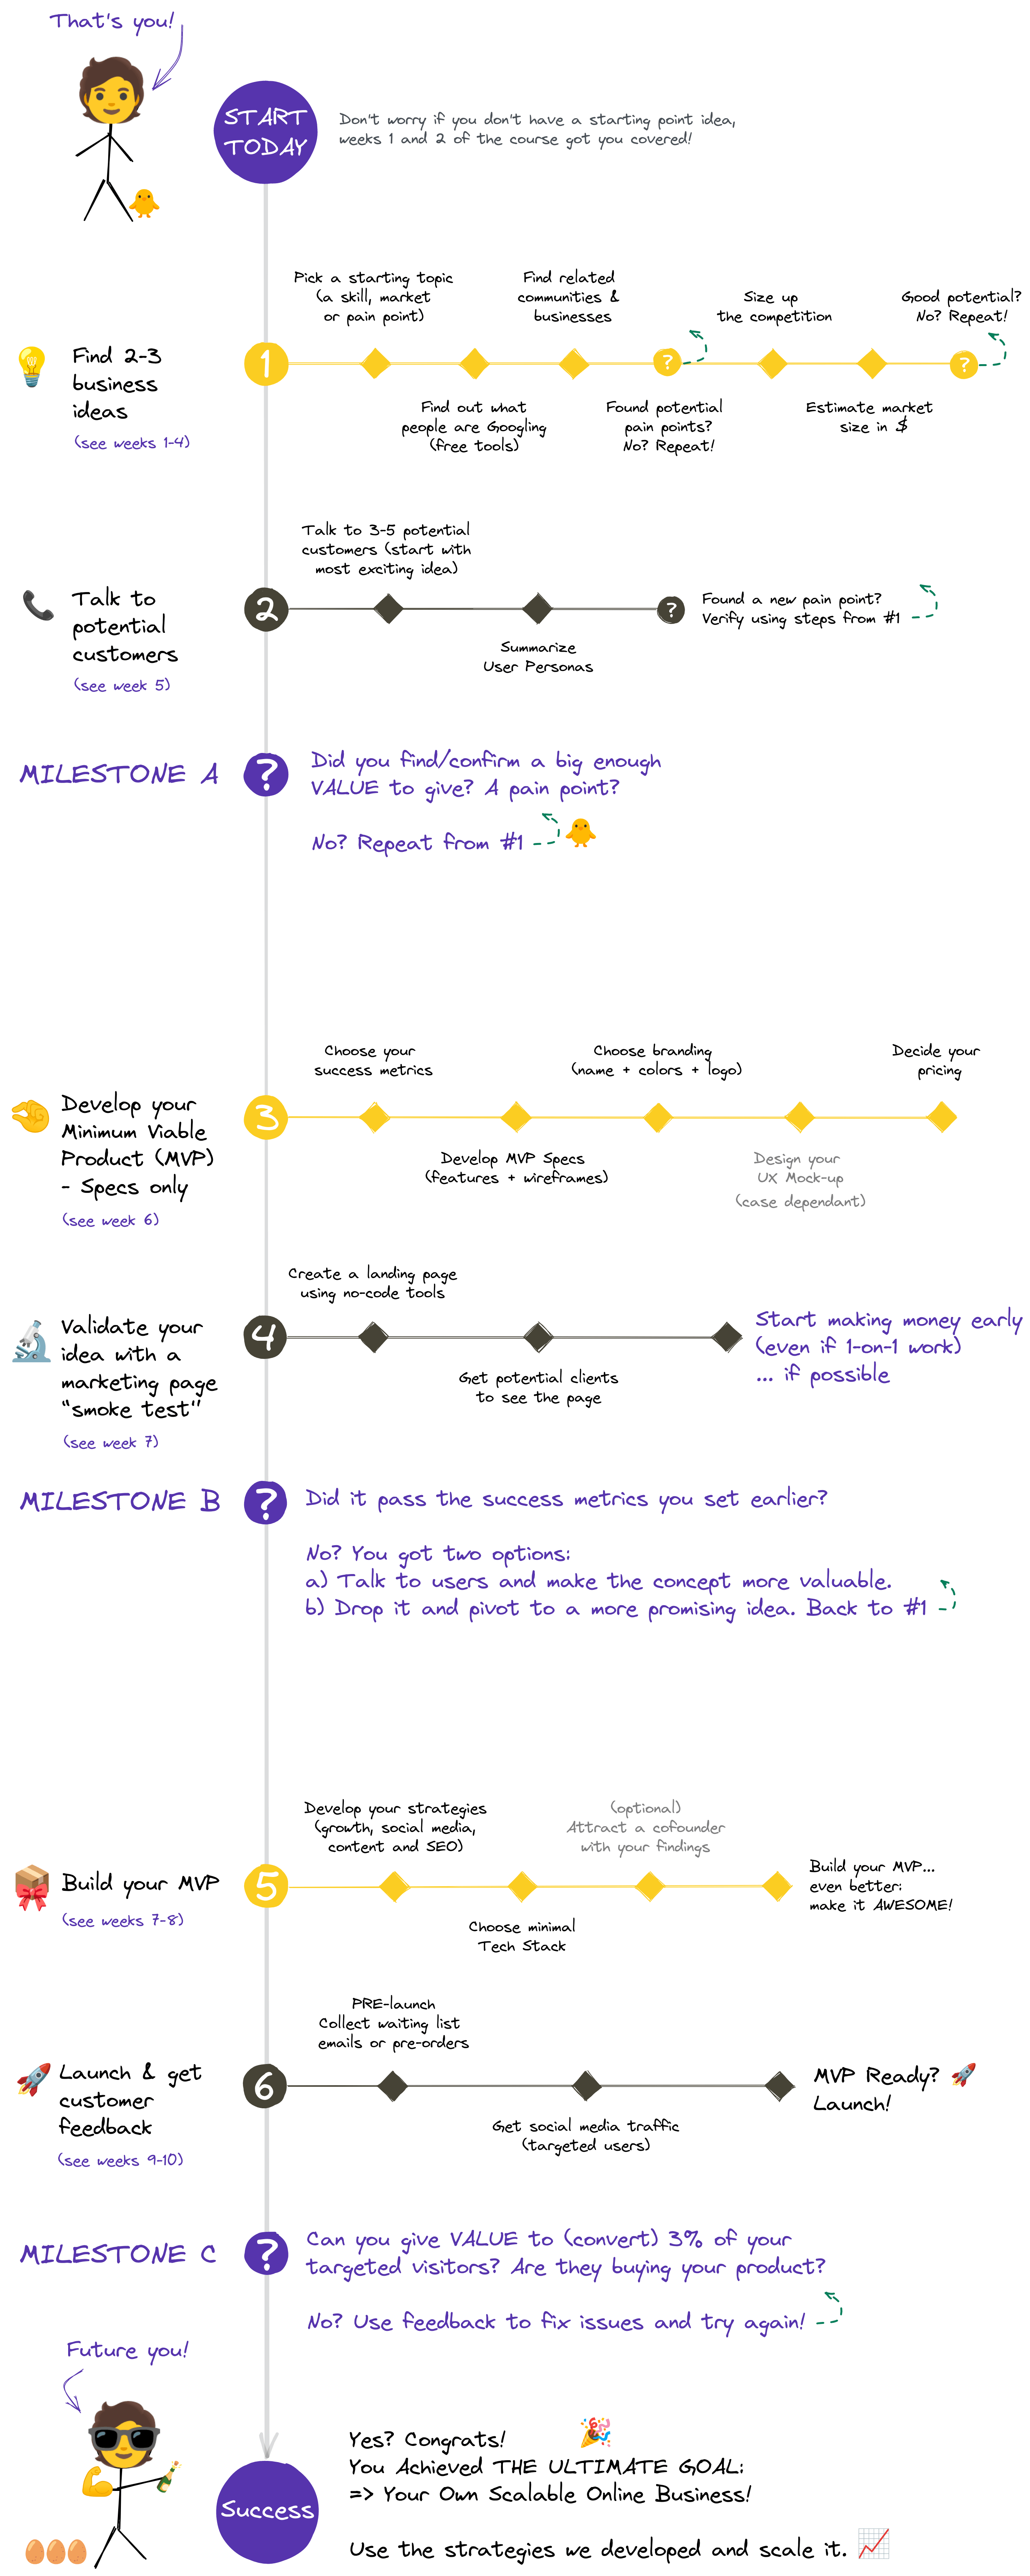 That's you!
START
TODAY
Don't worry if you don't have a starting point idea,
weeks 1 and 2 of the course got you covered!
Find 2-3
business
ideas
(see weeks 1-4)
1
Pick a starting topic
(a skill, market
or pain point)
Find out what
people are Googling
(free tools)
Find related
communities &
businesses
?
Found potential
pain points?
No? Repeat!
Size up
the competition
Estimate market
size in $
Good potential?
No? Repeat!
?
Talk to
potential
customers
(see week 5)
2
Talk to 3-5 potential
customers (start with
most exciting idea)
Summarize
User Personas
?
Found a new pain point?
Verify using steps from #1
MILESTONE A
?
Did you find/confirm a big enough
VALUE to give? A pain point?
No? Repeat from #1
Develop your
Minimum Viable
Product (MVP)
- Specs only
(see week 6)
3
Choose your
success metrics
Develop MVP Specs
(features + wireframes)
Choose branding
(name + colors + logo)
Design your
UX Mock-up
(case dependant)
Decide your
pricing
Validate your
idea with a
marketing page
"smoke test"
(see week 7)
4
Create a landing page
using no-code tools
Get potential clients
to see the page
Start making money early
(even if 1-on-1 work)
... if possible
MILESTONE B
?
Did it pass the success metrics you set earlier?
No? You got two options:
a) Talk to users and make the concept more valuable.
b) Drop it and pivot to a more promising idea. Back to #1
Build your MVP
(see weeks 7-8)
5
Develop your strategies
(growth, social media,
content and SEO)
Choose minimal
Tech Stack
(optional)
Attract a cofounder
with your findings
Build your MVP...
even better:
make it AWESOME!
Launch & get
customer
feedback
(see weeks 9-10)
6
PRE-launch
Collect waiting list
emails or pre-orders
Get social media traffic
(targeted users)
MVP Ready?
Launch!
MILESTONE C
?
Can you give VALUE to (convert) 3% of your
targeted visitors? Are they buying your product?
No? Use feedback to fix issues and try again!
Future you!
Success
Yes? Congrats!
You Achieved THE ULTIMATE GOAL:
=> Your Own Scalable Online Business!
Use the strategies we developed and scale it.